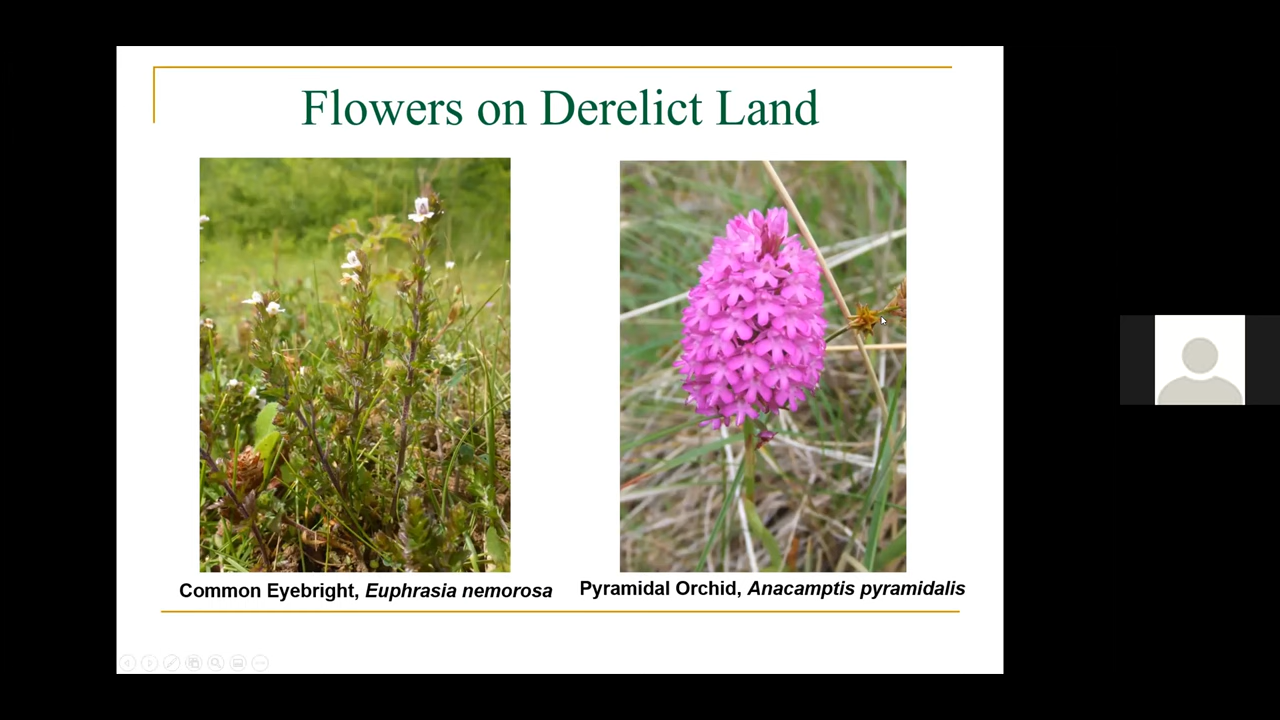 Flowers on Derelict Land
Common Eyebright, Euphrasia nemorosa
Pyramidal Orchid, Anacamptis pyramidalis